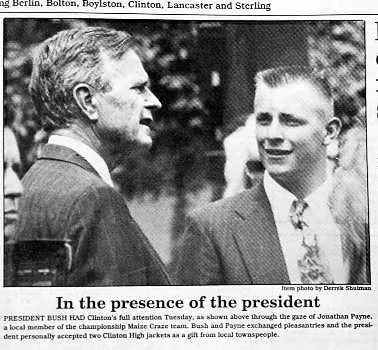 ng Berlin, Bolton, Boylston, Clinton, Lancaster and Sterling
Item photo by Derrek Shulman
In the presence of the president
PRESIDENT BUSH HAD Clinton's full attention Tuesday, as shown above through the gaze of Jonathan Payne,
a local member of the championship Maize Craze team. Bush and Payne exchanged pleasantries and the presi-
dent personally accepted two Clinton High jackets as a gift from local townspeople.